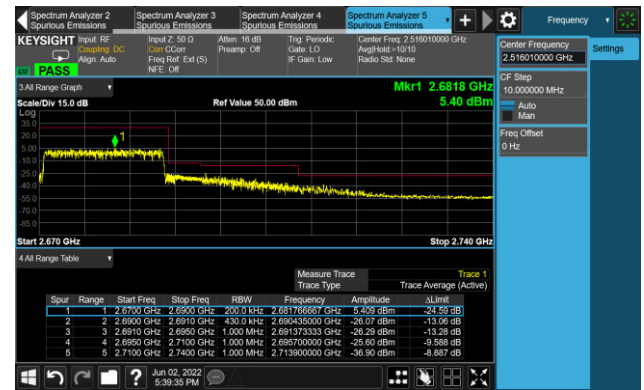 Spectrum Analyzer 2
Spurious Emissions
Spectrum Analyzer 3
Spurious Emissions
Spectrum Analyzer 4
Spurious Emissions
Spectrum Analyzer 5
Spurious Emissions
Frequency
KEYSIGHT
Input: RF
Coupling: DC
Align: Auto
Input Z: 50 Ω
Corr CCorr
Freq Ref: Ext (S)
NFE: Off
Atten: 16 dB
Preamp: Off
Trig: Periodic
Gate: LO
IF Gain: Low
Center Freq: 2.516010000 GHz
Avg|Hold:>10/10
Radio Std: None
LXI
PASS
Center Frequency
2.516010000 GHz
Settings
CF Step
10.000000 MHz
Auto
Man
Freq Offset
0 Hz
3 All Range Graph
Mkr1 2.6818 GHz
Scale/Div 15.0 dB
Ref Value 50.00 dBm
5.40 dBm
Log
35.0
20.0
5.00
-10.0
-25.0
-40.0
-55.0
-70.0
-85.0
1
Start 2.670 GHz
Stop 2.740 GHz
4 All Range Table
Measure Trace Trace 1
Trace Type Trace Average (Active)
Spur Range Start Freq Stop Freq RBW Frequency Amplitude ΔLimit
1 1 2.6700 GHz 2.6900 GHz 200.0 kHz 2.681766667 GHz 5.409 dBm -24.59 dB
2 2 2.6900 GHz 2.6910 GHz 430.0 kHz 2.690435000 GHz -26.07 dBm -13.06 dB
3 3 2.6910 GHz 2.6950 GHz 1.000 MHz 2.691373333 GHz -26.29 dBm -13.28 dB
4 4 2.6950 GHz 2.7100 GHz 1.000 MHz 2.695700000 GHz -25.60 dBm -9.588 dB
5 5 2.7100 GHz 2.7400 GHz 1.000 MHz 2.713900000 GHz -36.90 dBm -8.887 dB
Jun 02, 2022
5:39:35 PM